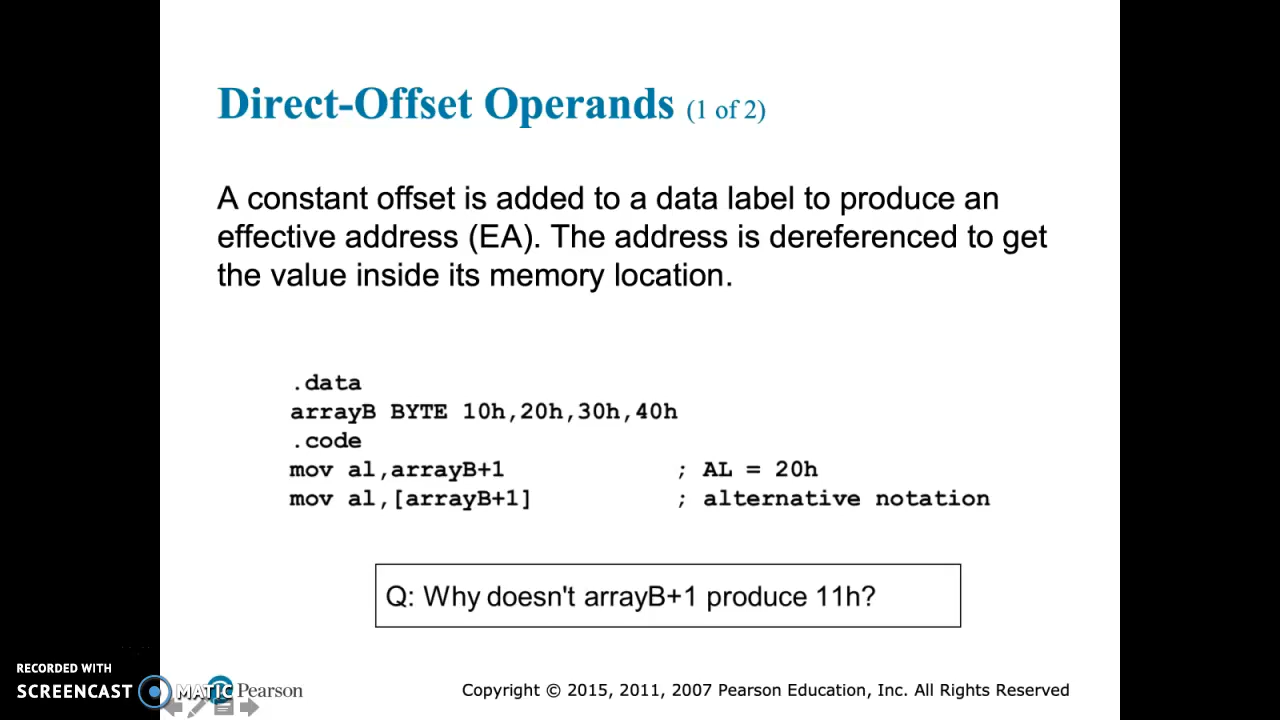 Direct-Offset Operands (1 of 2)
A constant offset is added to a data label to produce an
effective address (EA). The address is dereferenced to get
the value inside its memory location.
.data
arrayB BYTE 10h,20h,30h,40h
.code
mov al,arrayB+1 ; AL = 20h
mov al,[arrayB+1] ; alternative notation
Q: Why doesn't arrayB+1 produce 11h?
RECORDED WITH
SCREENCAST MATIC
Pearson
Copyright © 2015, 2011, 2007 Pearson Education, Inc. All Rights Reserved